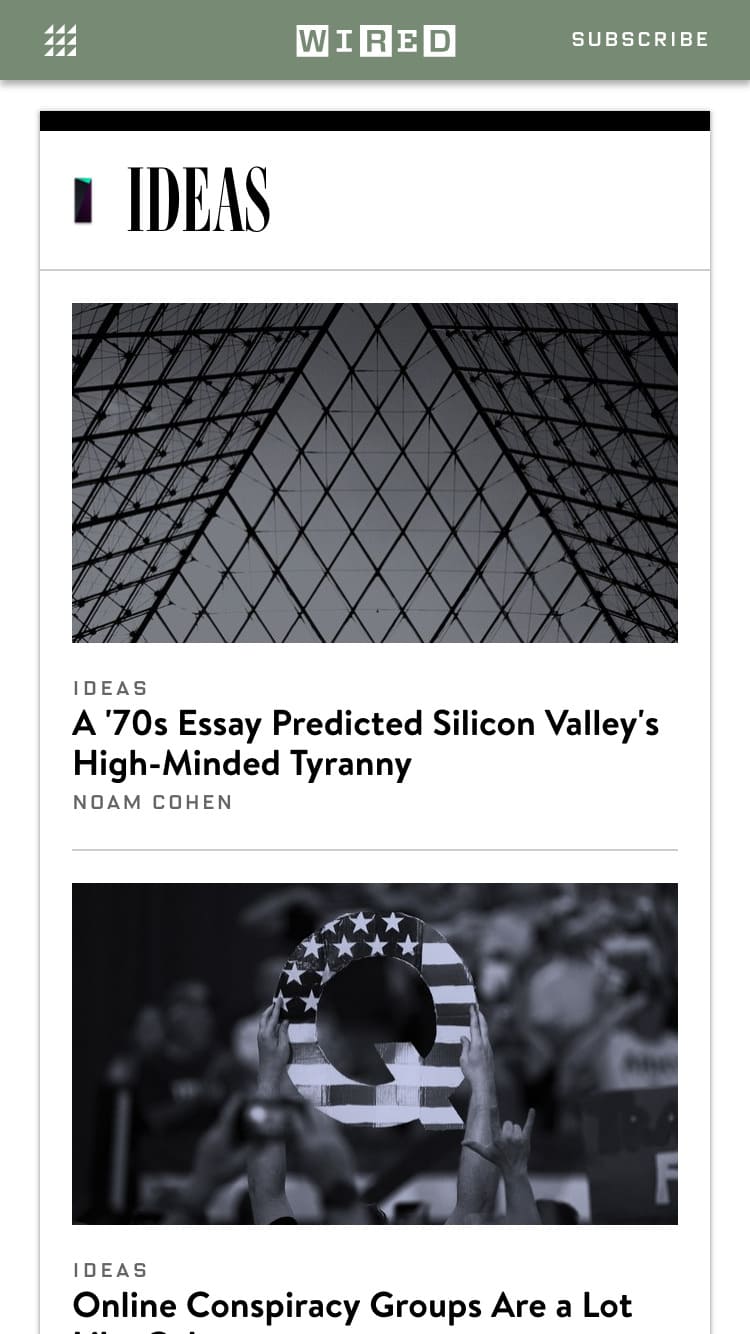 WIRED
SUBSCRIBE
IDEAS
IDEAS
A '70s Essay Predicted Silicon Valley's
High-Minded Tyranny
NOAM COHEN
Q
IDEAS
Online Conspiracy Groups Are a Lot